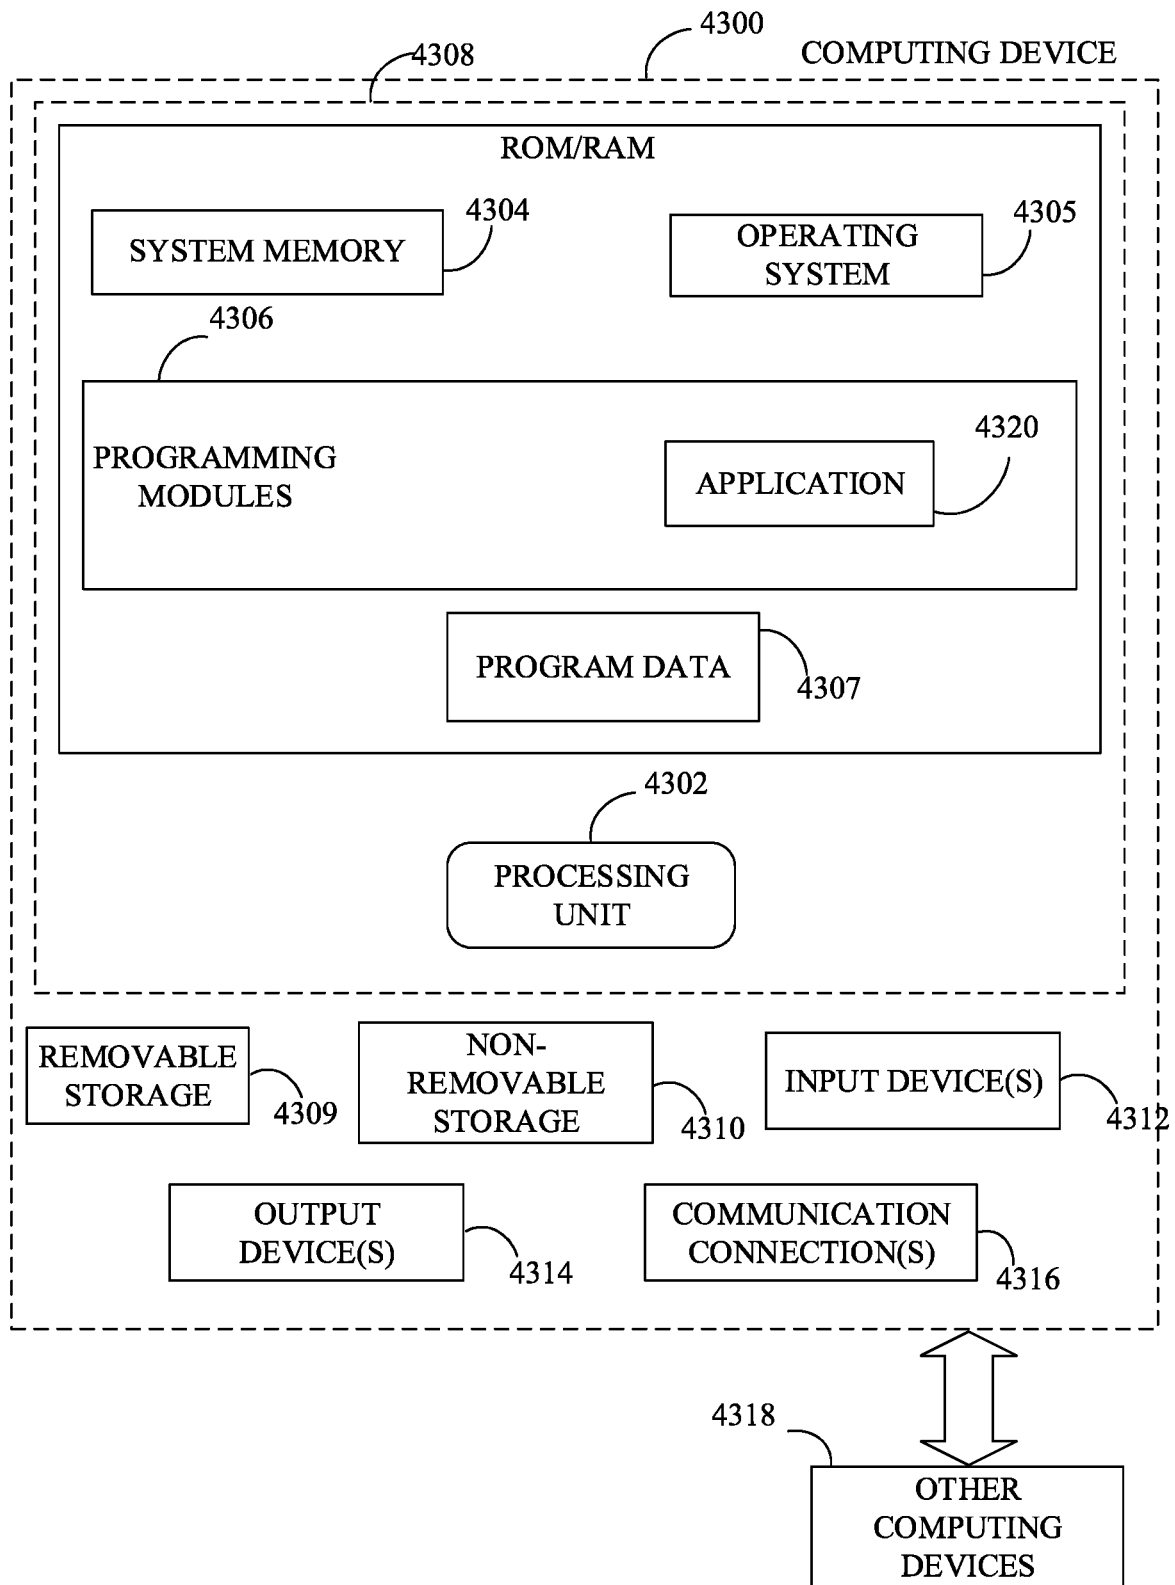 4300
COMPUTING DEVICE
4308
ROM/RAM
4304
SYSTEM MEMORY
4305
OPERATING
SYSTEM
4306
PROGRAMMING
MODULES
4320
APPLICATION
PROGRAM DATA
4307
4302
PROCESSING
UNIT
REMOVABLE
STORAGE
4309
NON-
REMOVABLE
STORAGE
4310
INPUT DEVICE(S)
4312
OUTPUT
DEVICE(S)
4314
COMMUNICATION
CONNECTION(S)
4316
4318
OTHER
COMPUTING
DEVICES